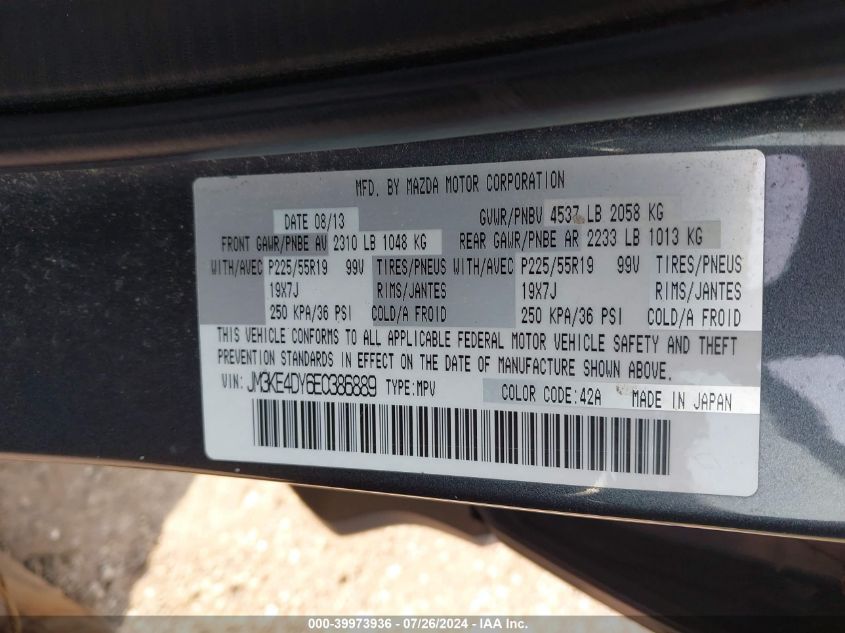 MFD. BY MAZDA MOTOR CORPORATION
DATE 08/13 GVWR/PNBV 4537 LB 2058 KG
FRONT GAWR/PNBE AV 2310 LB 1048 KG REAR GAWR/PNBE AR 2233 LB 1013 KG
WITH/AVEC P225/55R19 99V TIRES/PNEUS WITH/AVEC P225/55R19 99V TIRES/PNEUS
19X7J RIMS/JANTES 19X7J RIMS/JANTES
250 KPA/36 PSI COLD/A FROID 250 KPA/36 PSI COLD/A FROID
THIS VEHICLE CONFORMS TO ALL APPLICABLE FEDERAL MOTOR VEHICLE SAFETY AND THEFT
PREVENTION STANDARDS IN EFFECT ON THE DATE OF MANUFACTURE SHOWN ABOVE.
VIN: JM3KE4DY6E0386889 TYPE:MPV COLOR CODE:42A MADE IN JAPAN
000-39973936 - 07/26/2024 - IAA Inc.